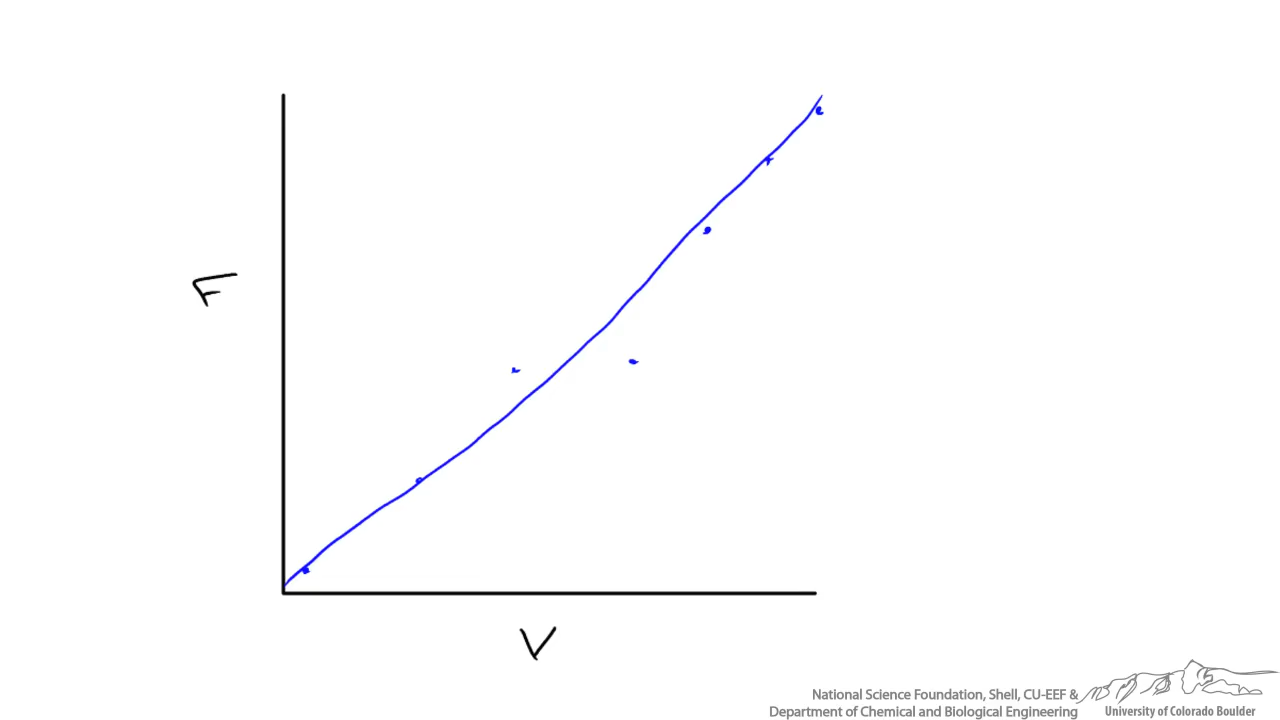 F
V
National Science Foundation, Shell, CU-EEF &
Department of Chemical and Biological Engineering
University of Colorado Boulder